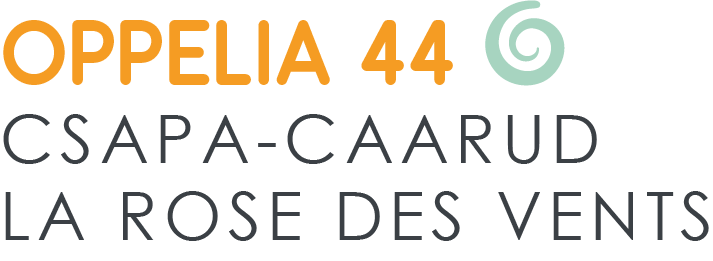 OPPELIA 44
CSAPA-CAARUD
LA ROSE DES VENTS